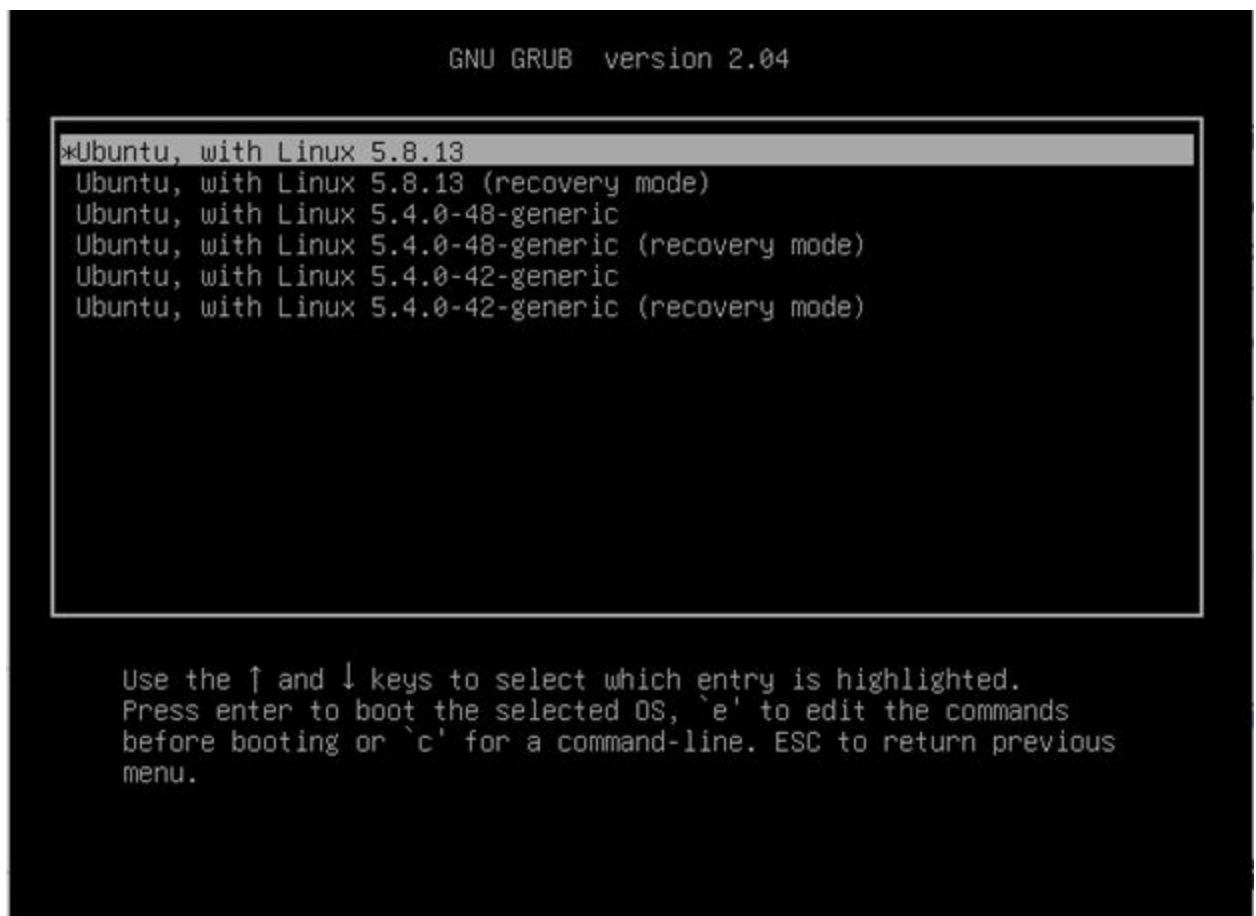 GNU GRUB  version 2.04
*Ubuntu, with Linux 5.8.13
Ubuntu, with Linux 5.8.13 (recovery mode)
Ubuntu, with Linux 5.4.0-48-generic
Ubuntu, with Linux 5.4.0-48-generic (recovery mode)
Ubuntu, with Linux 5.4.0-42-generic
Ubuntu, with Linux 5.4.0-42-generic (recovery mode)
Use the ↑ and ↓ keys to select which entry is highlighted.
Press enter to boot the selected OS, `e' to edit the commands
before booting or `c' for a command-line. ESC to return previous
menu.